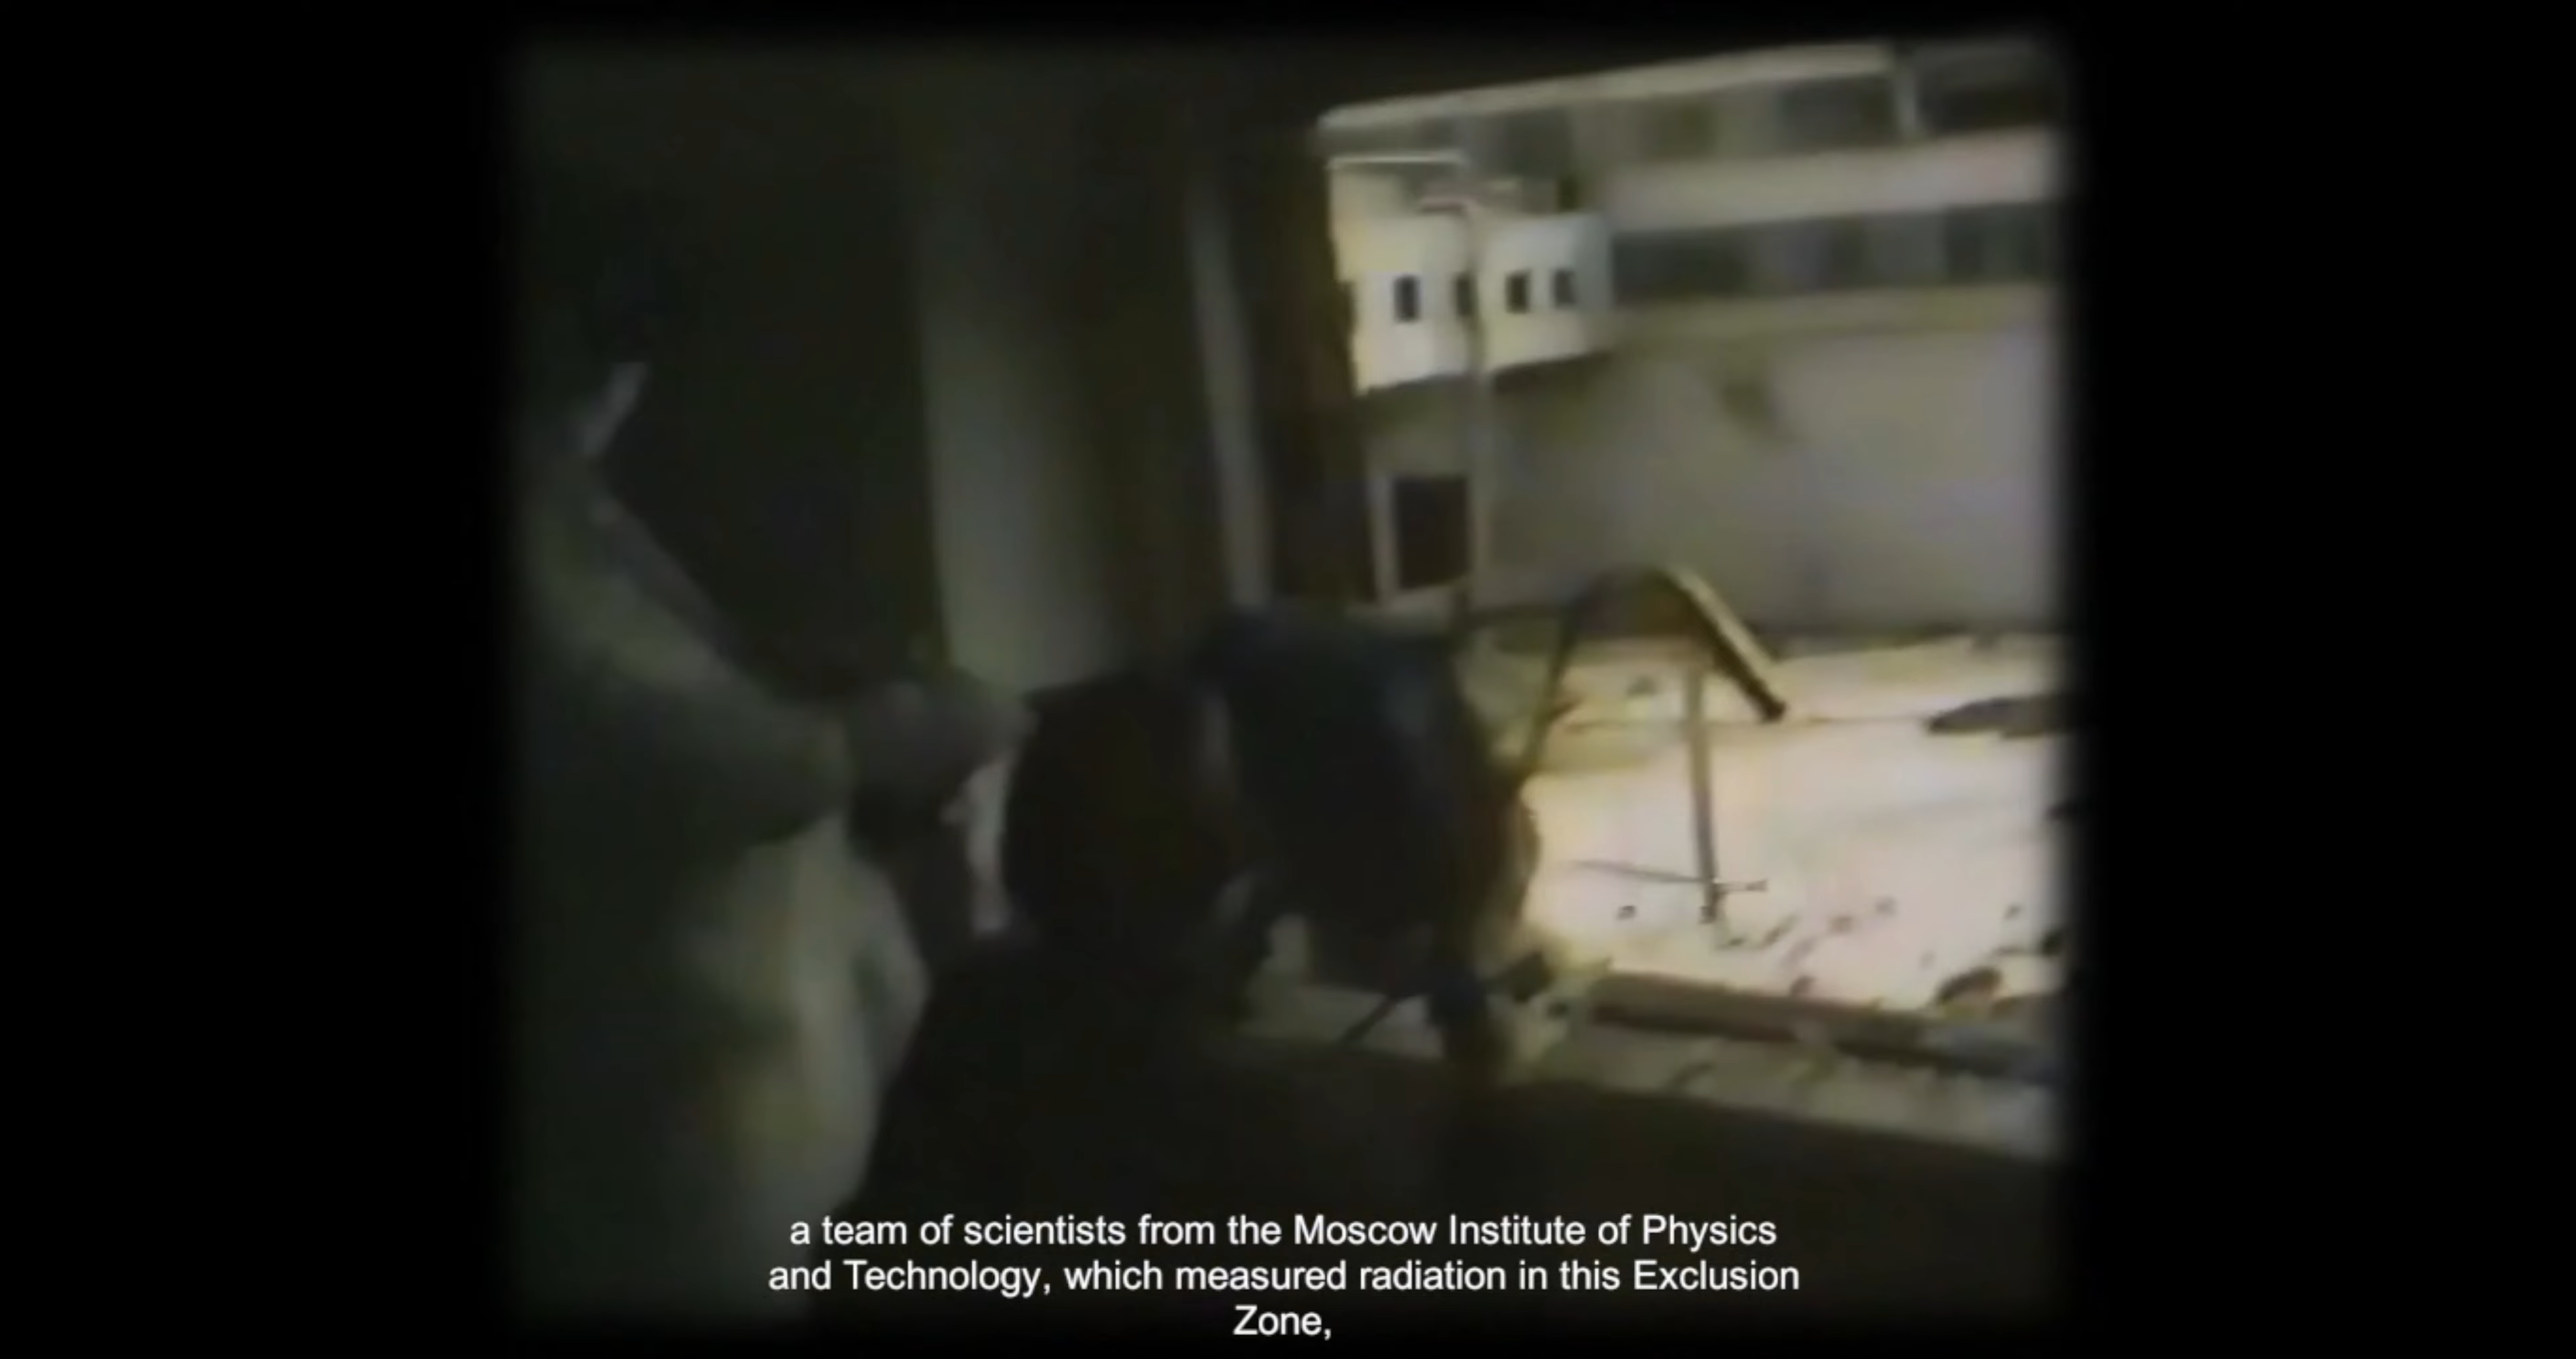 a team of scientists from the Moscow Institute of Physics
and Technology, which measured radiation in this Exclusion
Zone,